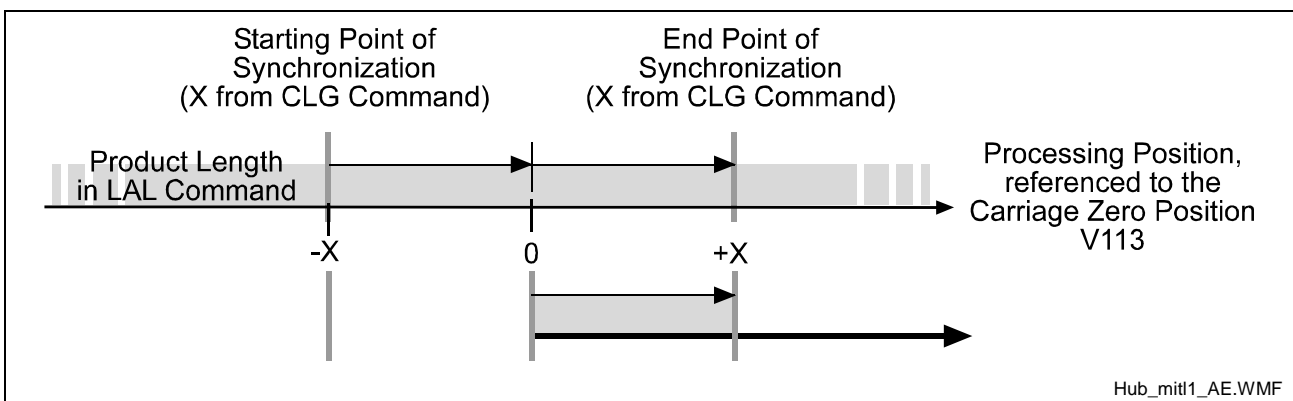 Starting Point of
Synchronization
(X from CLG Command)
End Point of
Synchronization
(X from CLG Command)
Product Length
in LAL Command
Processing Position,
referenced to the
Carriage Zero Position
V113
-X
0
+X
Hub_mitl1_AE.WMF